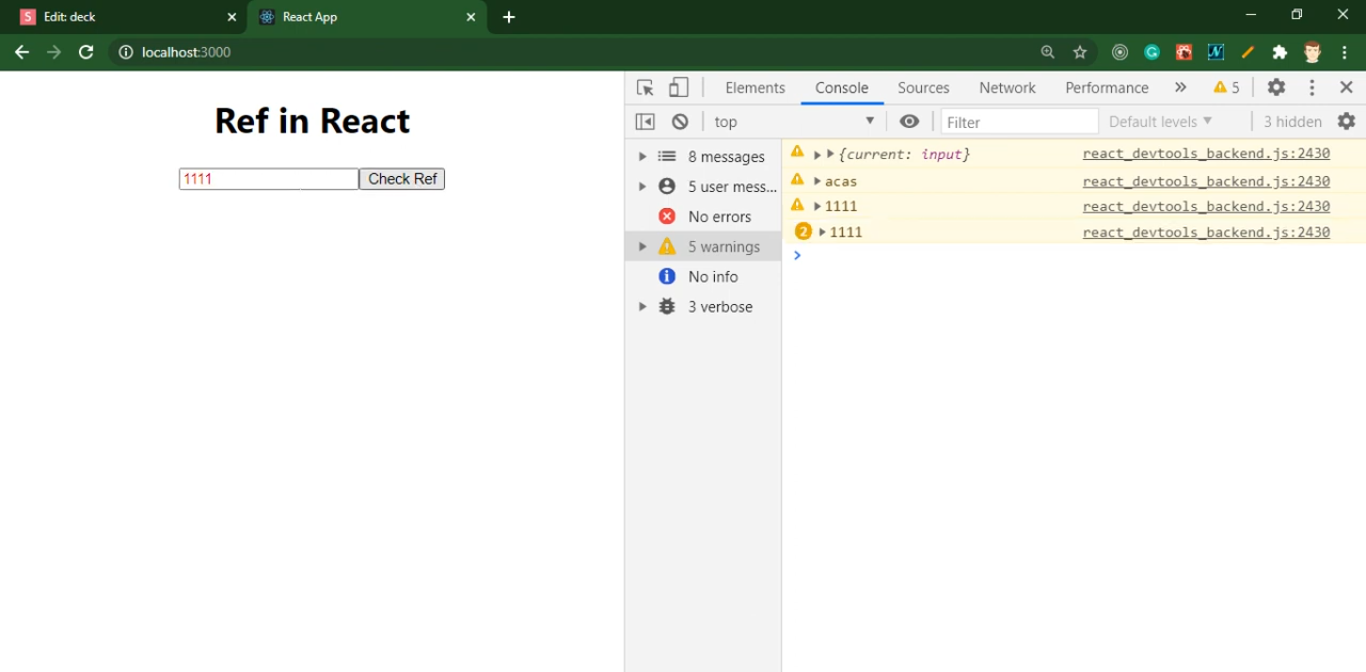 S Edit: deck
React App
localhost:3000
Ref in React
1111 Check Ref
Elements Console Sources Network Performance » 5
top Filter Default levels 3 hidden
8 messages
5 user mess...
No errors
5 warnings
No info
3 verbose
{current: input} react_devtools_backend.js:2430
acas react_devtools_backend.js:2430
1111 react_devtools_backend.js:2430
2 1111 react_devtools_backend.js:2430